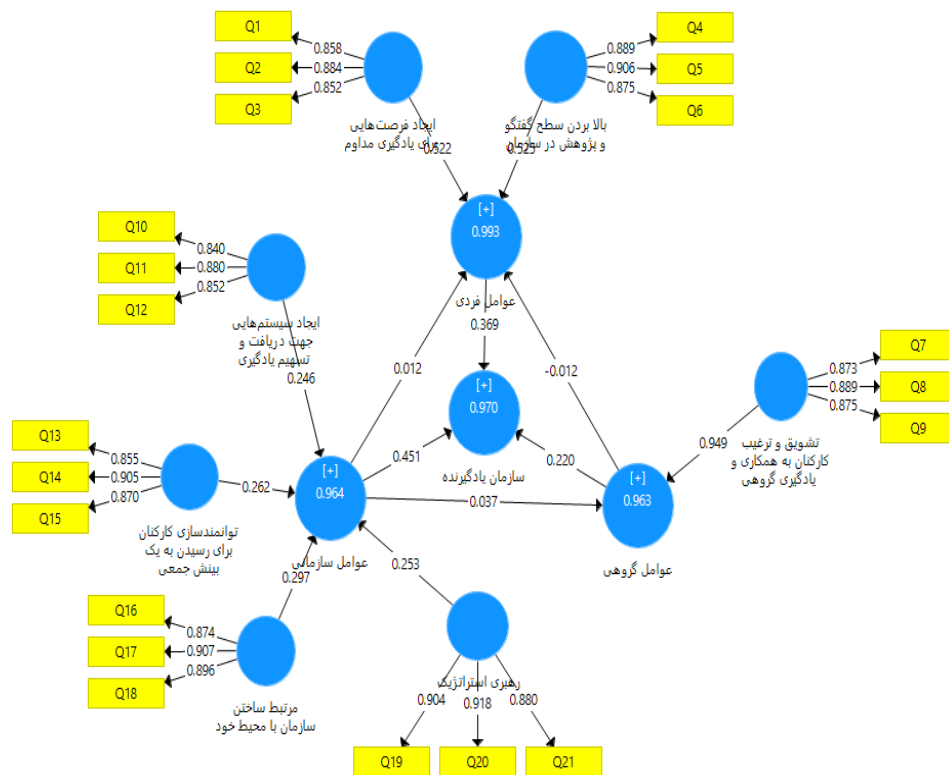 Q1
Q2
Q3
0.858
0.884
0.852
Q4
Q5
Q6
0.889
0.906
0.875
ایجاد فرصت‌هایی
برای یادگیری مداوم
0.522
بالا بردن سطح گفتگو
و پژوهش در سازمان
0.525
[+]
0.993
عوامل فردی
Q10
Q11
Q12
0.840
0.880
0.852
ایجاد سیستم‌هایی
جهت دریافت و
تسهیم یادگیری
0.246
0.012
0.369
-0.012
[+]
0.970
سازمان یادگیرنده
Q7
Q8
Q9
0.873
0.889
0.875
تشویق و ترغیب
کارکنان به همکاری و
یادگیری گروهی
0.949
Q13
Q14
Q15
0.855
0.905
0.870
توانمندسازی کارکنان
برای رسیدن به یک
بینش جمعی
0.262
[+]
0.964
عوامل سازمانی
0.451
0.220
0.037
[+]
0.963
عوامل گروهی
Q16
Q17
Q18
0.874
0.907
0.896
مرتبط ساختن
سازمان با محیط خود
0.297
0.253
رهبری استراتژیک
0.904
0.918
0.880
Q19
Q20
Q21